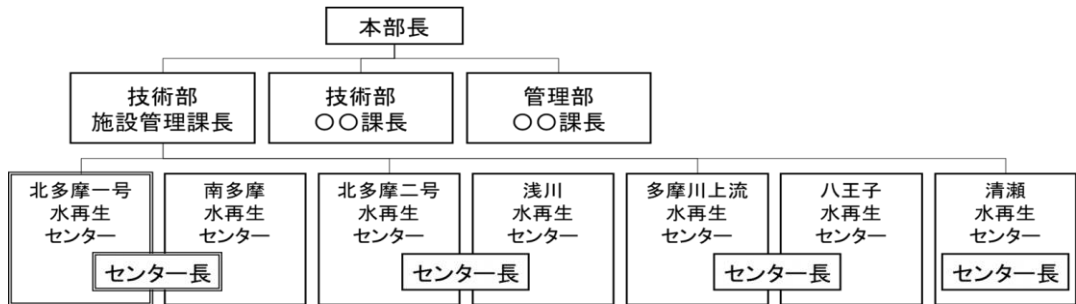 本部長
技術部
施設管理課長
技術部
〇〇課長
管理部
〇〇課長
北多摩一号
水再生
センター
南多摩
水再生
センター
センター長
北多摩二号
水再生
センター
浅川
水再生
センター
センター長
多摩川上流
水再生
センター
八王子
水再生
センター
センター長
清瀬
水再生
センター
センター長